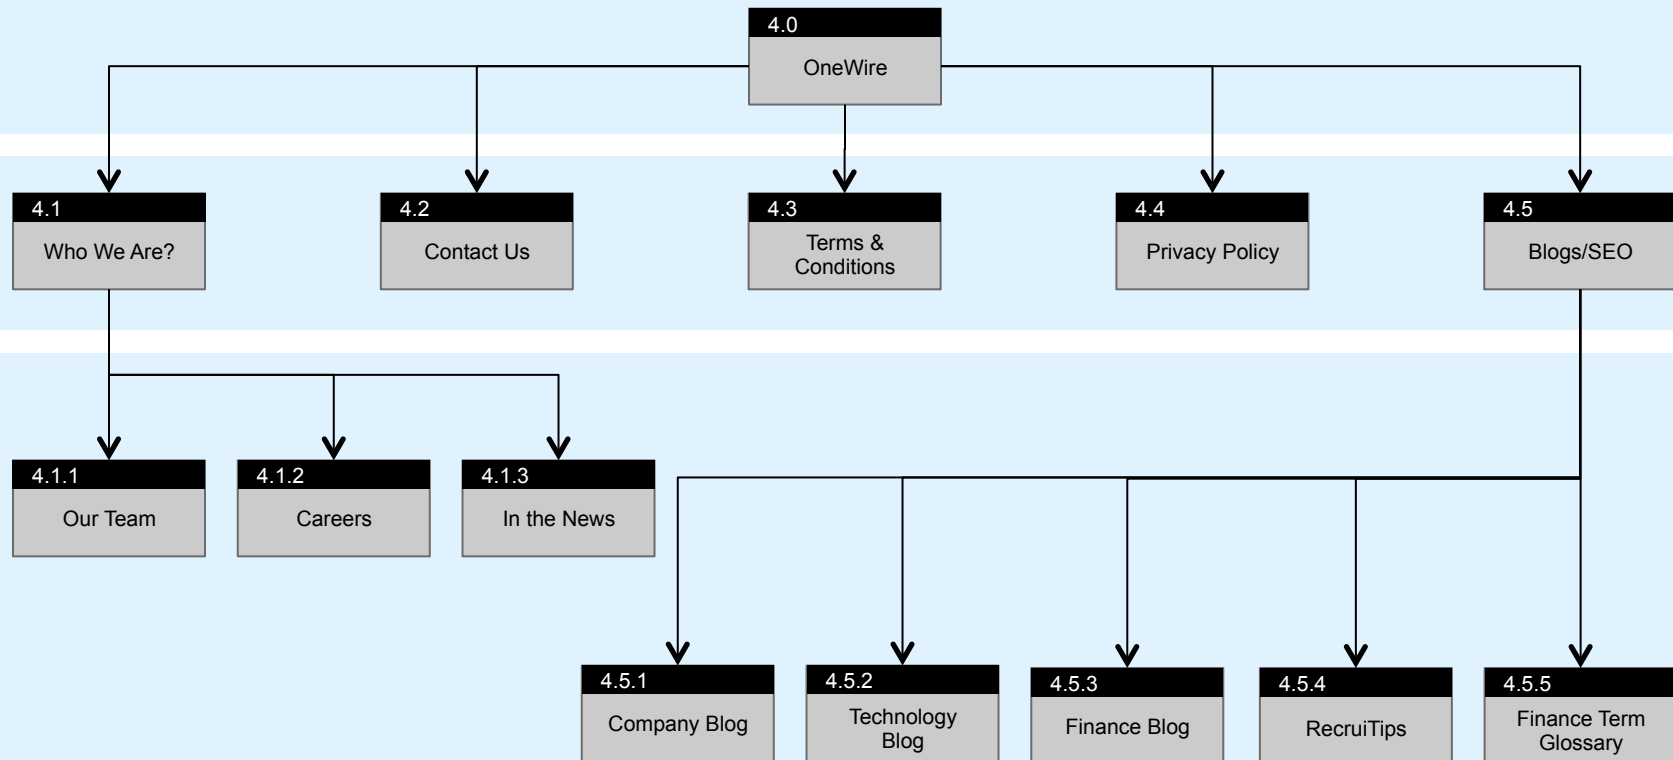 4.0
OneWire
4.1
Who We Are?
4.2
Contact Us
4.3
Terms &
Conditions
4.4
Privacy Policy
4.5
Blogs/SEO
4.1.1
Our Team
4.1.2
Careers
4.1.3
In the News
4.5.1
Company Blog
4.5.2
Technology
Blog
4.5.3
Finance Blog
4.5.4
RecruiTips
4.5.5
Finance Term
Glossary